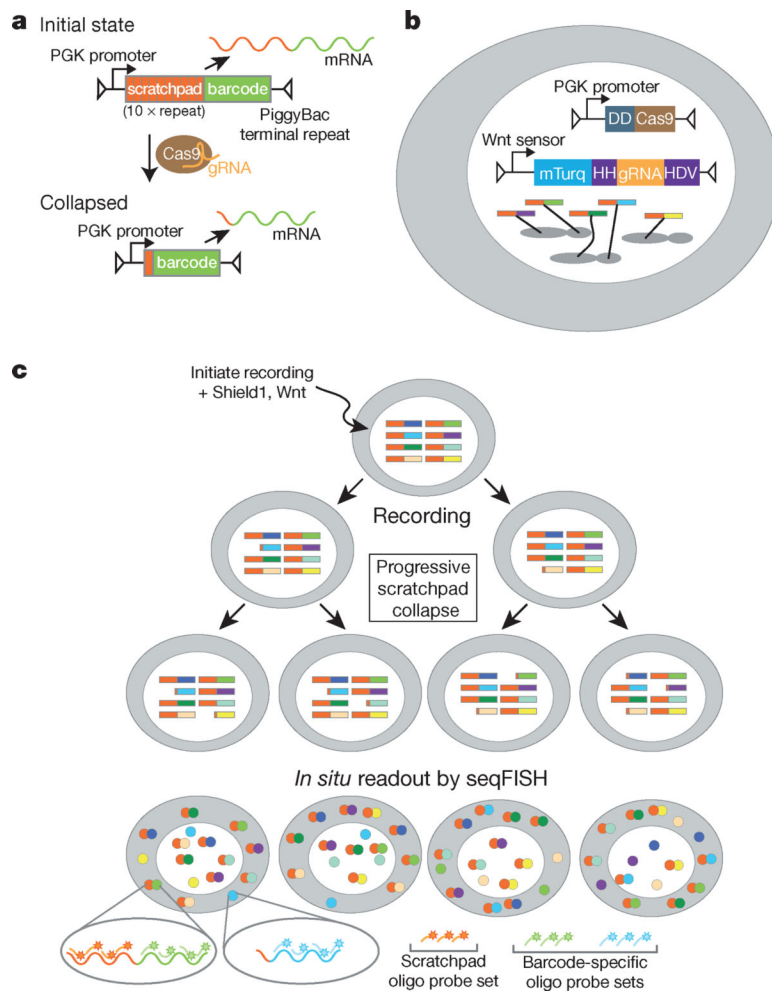 a
Initial state
PGK promoter
mRNA
scratchpad barcode
(10 × repeat)
PiggyBac
terminal repeat
Cas9
gRNA
Collapsed
PGK promoter
mRNA
barcode
b
PGK promoter
DD Cas9
Wnt sensor
mTurq HH gRNA HDV
c
Initiate recording
+ Shield1, Wnt
Recording
Progressive
scratchpad
collapse
In situ readout by seqFISH
Scratchpad
oligo probe set
Barcode-specific
oligo probe sets